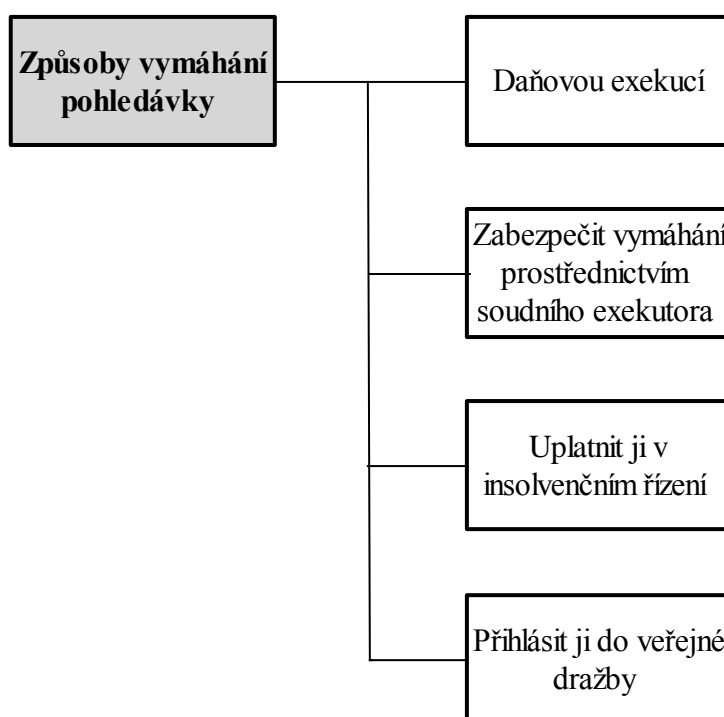 Způsoby vymáhání
pohledávky
Daňovou exekucí
Zabezpečit vymáhání
prostřednictvím
soudního exekutora
Uplatnit ji v
insolvenčním řízení
Přihlásit ji do veřejné
dražby